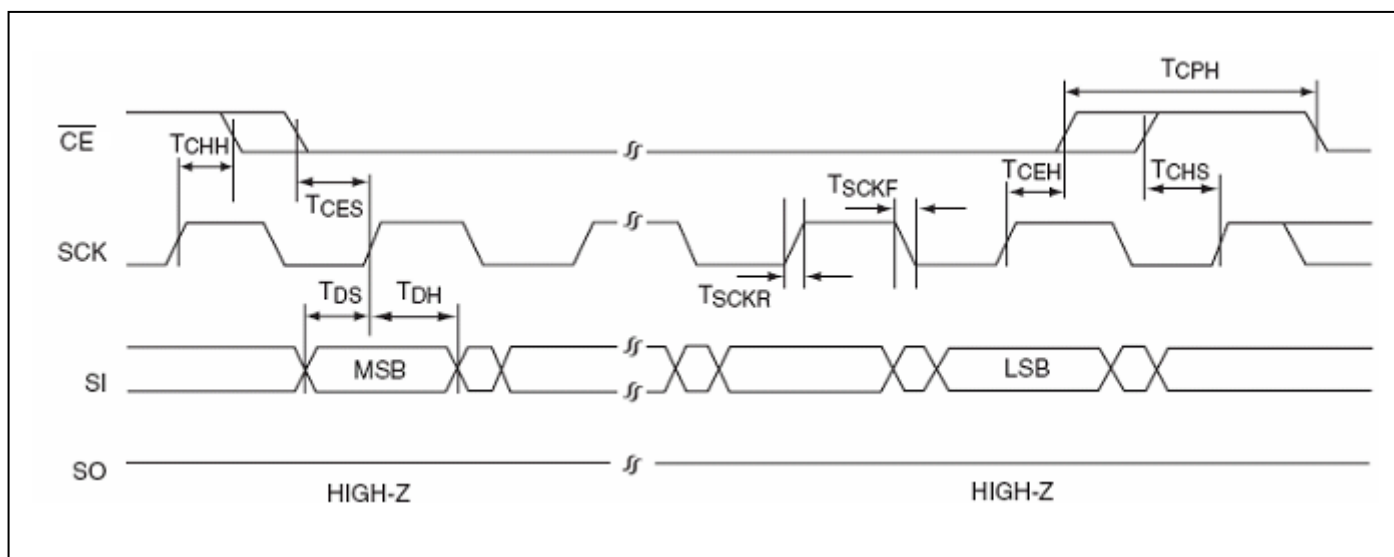 TCPH
CE
TCHH
TCEH
TCHS
TSCKF
TCES
SCK
TSCKR
TDS
TDH
SI
MSB
LSB
SO
HIGH-Z
HIGH-Z